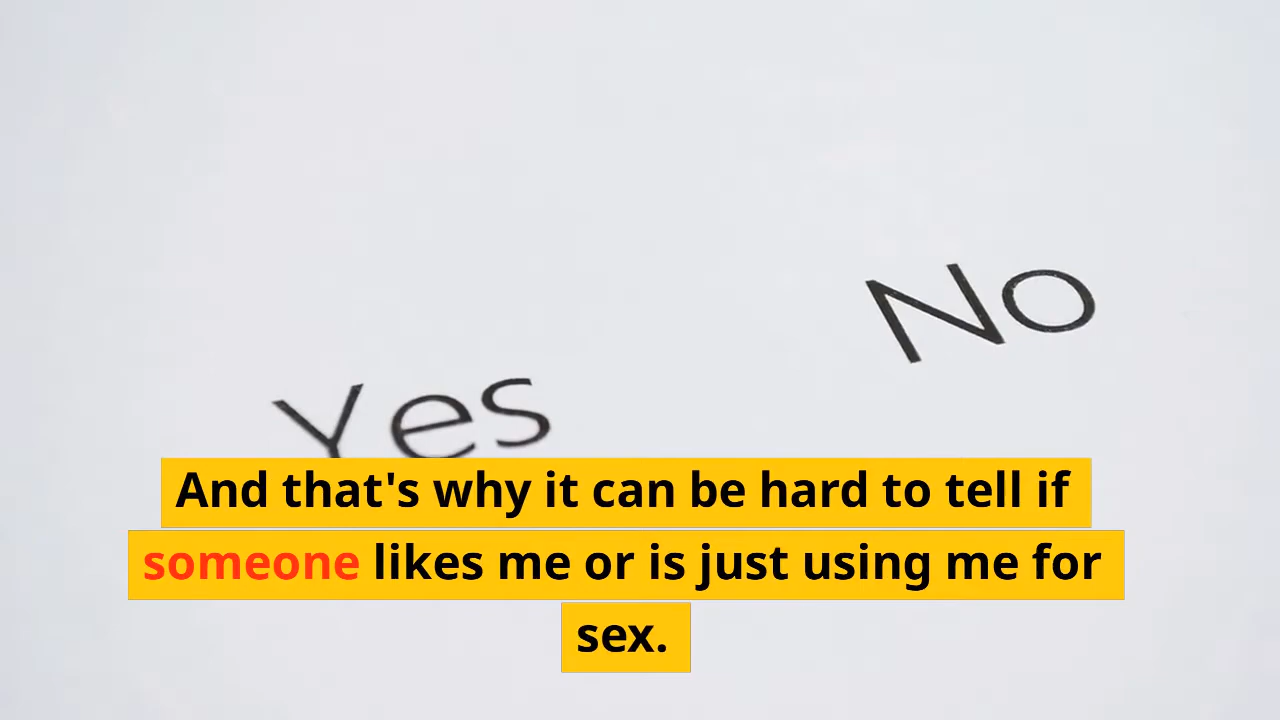 No
Yes
And that's why it can be hard to tell if
someone likes me or is just using me for
sex.